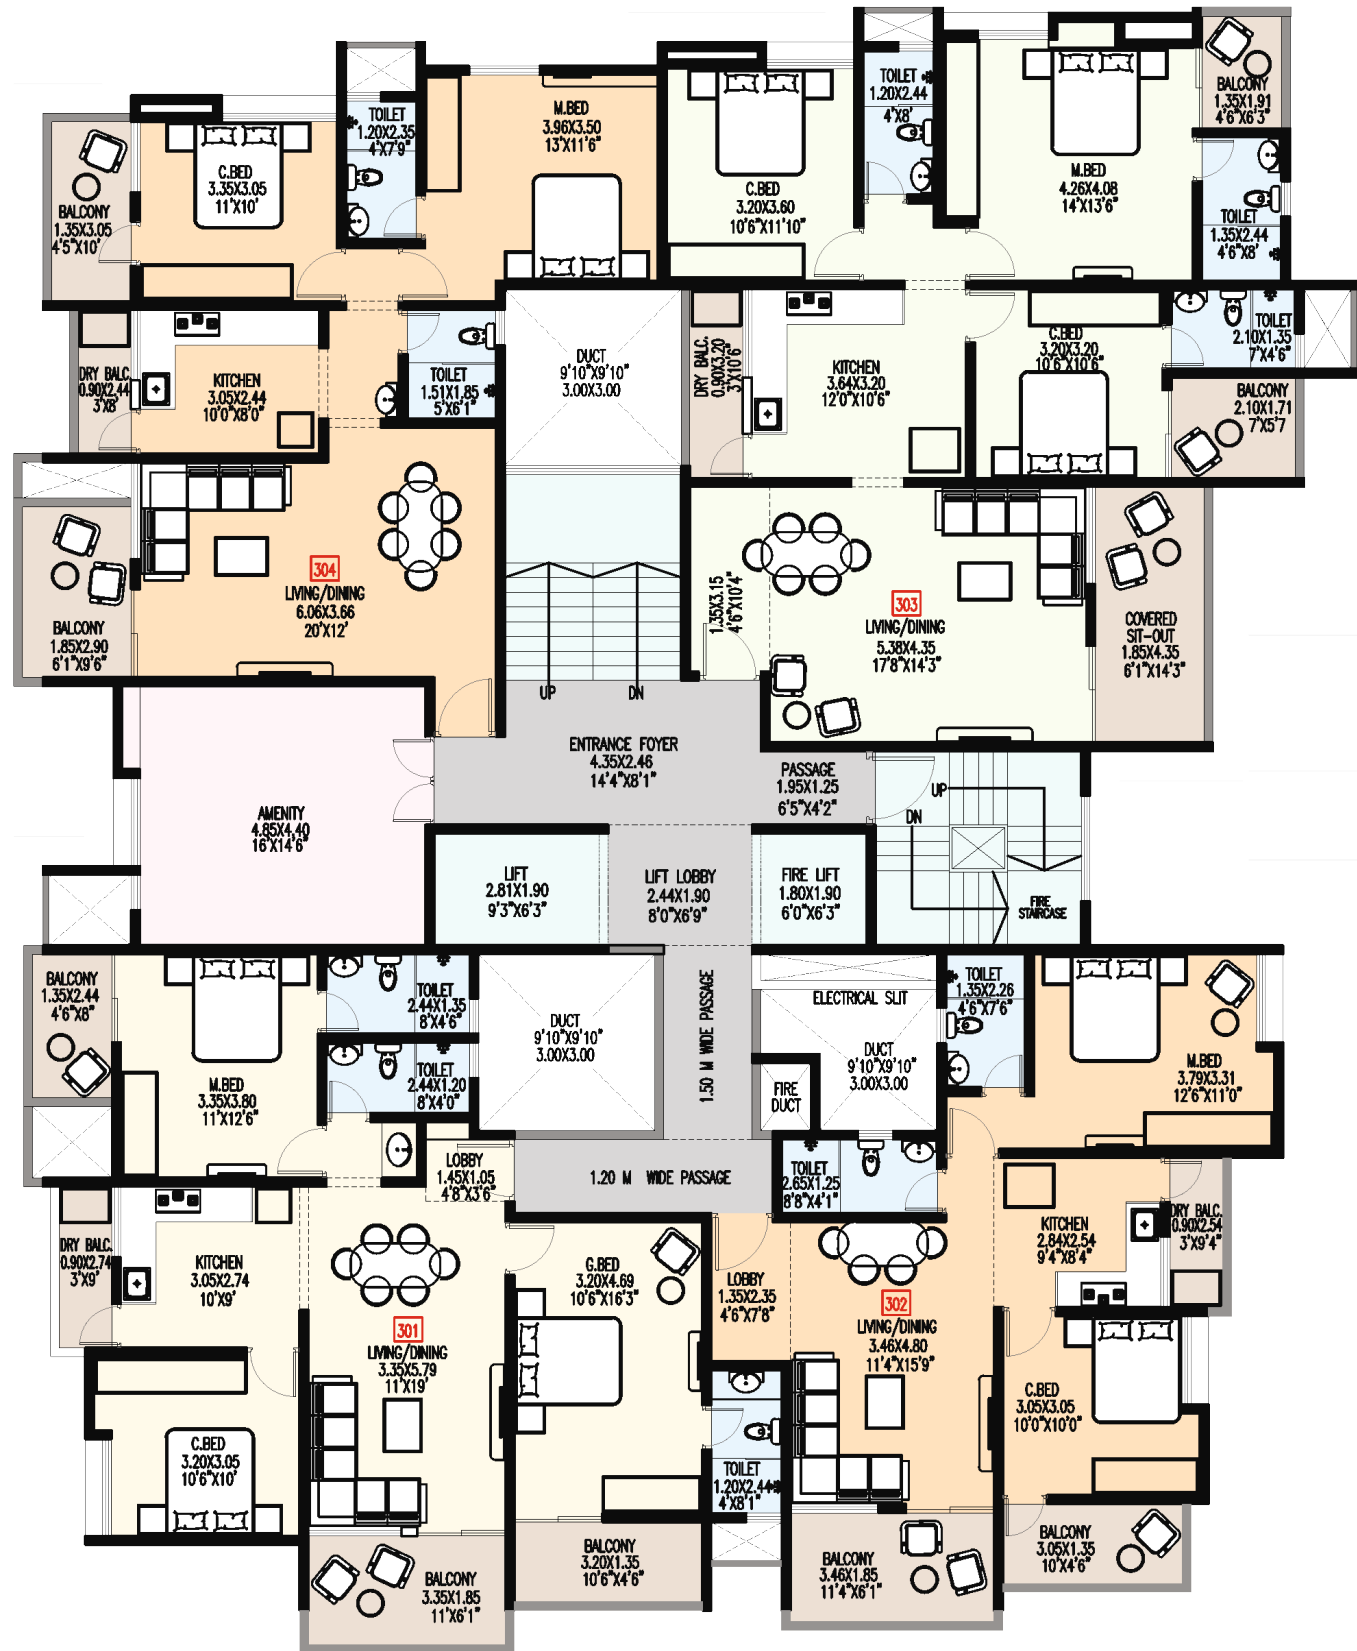 BALCONY
1.35X3.05
4'5"X10'
C.BED
3.35X3.05
11'X10'
TOILET
1.20X2.35
4'X7'9"
M.BED
3.96X3.50
13'X11'6"
C.BED
3.20X3.60
10'6"X11'10"
TOILET
1.20X2.44
4'X8'
M.BED
4.26X4.08
14'X13'6"
BALCONY
1.35X1.91
4'6"X6'3"
TOILET
1.35X2.44
4'6"X8'
DRY BALC.
0.90X2.44
3'X8'
KITCHEN
3.05X2.44
10'0"X8'0"
TOILET
1.51X1.85
5'X6'1"
DUCT
9'10"X9'10"
3.00X3.00
DRY BALC.
0.90X3.20
3'X10'6"
KITCHEN
3.64X3.20
12'0"X10'6"
C.BED
3.20X3.20
10'6"X10'6"
TOILET
2.10X1.35
7'X4'6"
BALCONY
2.10X1.71
7'X5'7
BALCONY
1.85X2.90
6'1"X9'6"
304
LIVING/DINING
6.06X3.66
20'X12'
UP
DN
1.35X3.15
4'6"X10'4"
303
LIVING/DINING
5.38X4.35
17'8"X14'3"
COVERED
SIT-OUT
1.85X4.35
6'1"X14'3"
ENTRANCE FOYER
4.35X2.46
14'4"X8'1"
PASSAGE
1.95X1.25
6'5"X4'2"
UP
DN
FIRE
STAIRCASE
AMENITY
4.85X4.40
16'X14'6"
LIFT
2.81X1.90
9'3"X6'3"
LIFT LOBBY
2.44X1.90
8'0"X6'9"
FIRE LIFT
1.80X1.90
6'0"X6'3"
BALCONY
1.35X2.44
4'6"X8"
M.BED
3.35X3.80
11'X12'6"
TOILET
2.44X1.35
8'X4'6"
TOILET
2.44X1.20
8'X4'0"
DUCT
9'10"X9'10"
3.00X3.00
1.50 M WIDE PASSAGE
ELECTRICAL SLIT
DUCT
9'10"X9'10"
3.00X3.00
FIRE
DUCT
TOILET
1.35X2.26
4'6"X7'6"
M.BED
3.79X3.31
12'6"X11'0"
LOBBY
1.45X1.05
4'8"X3'6"
1.20 M WIDE PASSAGE
TOILET
2.65X1.25
8'8"X4'1"
DRY BALC.
0.90X2.74
3'X9'
KITCHEN
3.05X2.74
10'X9'
G.BED
3.20X4.69
10'6"X16'3"
LOBBY
1.35X2.35
4'6"X7'8"
KITCHEN
2.84X2.54
9'4"X8'4"
DRY BALC.
0.90X2.54
3'X9'4"
301
LIVING/DINING
3.35X5.79
11'X19'
302
LIVING/DINING
3.46X4.80
11'4"X15'9"
C.BED
3.05X3.05
10'0"X10'0"
C.BED
3.20X3.05
10'6"X10'
TOILET
1.20X2.44
4'X8'1"
BALCONY
3.35X1.85
11'X6'1"
BALCONY
3.20X1.35
10'6"X4'6"
BALCONY
3.46X1.85
11'4"X6'1"
BALCONY
3.05X1.35
10'X4'6"